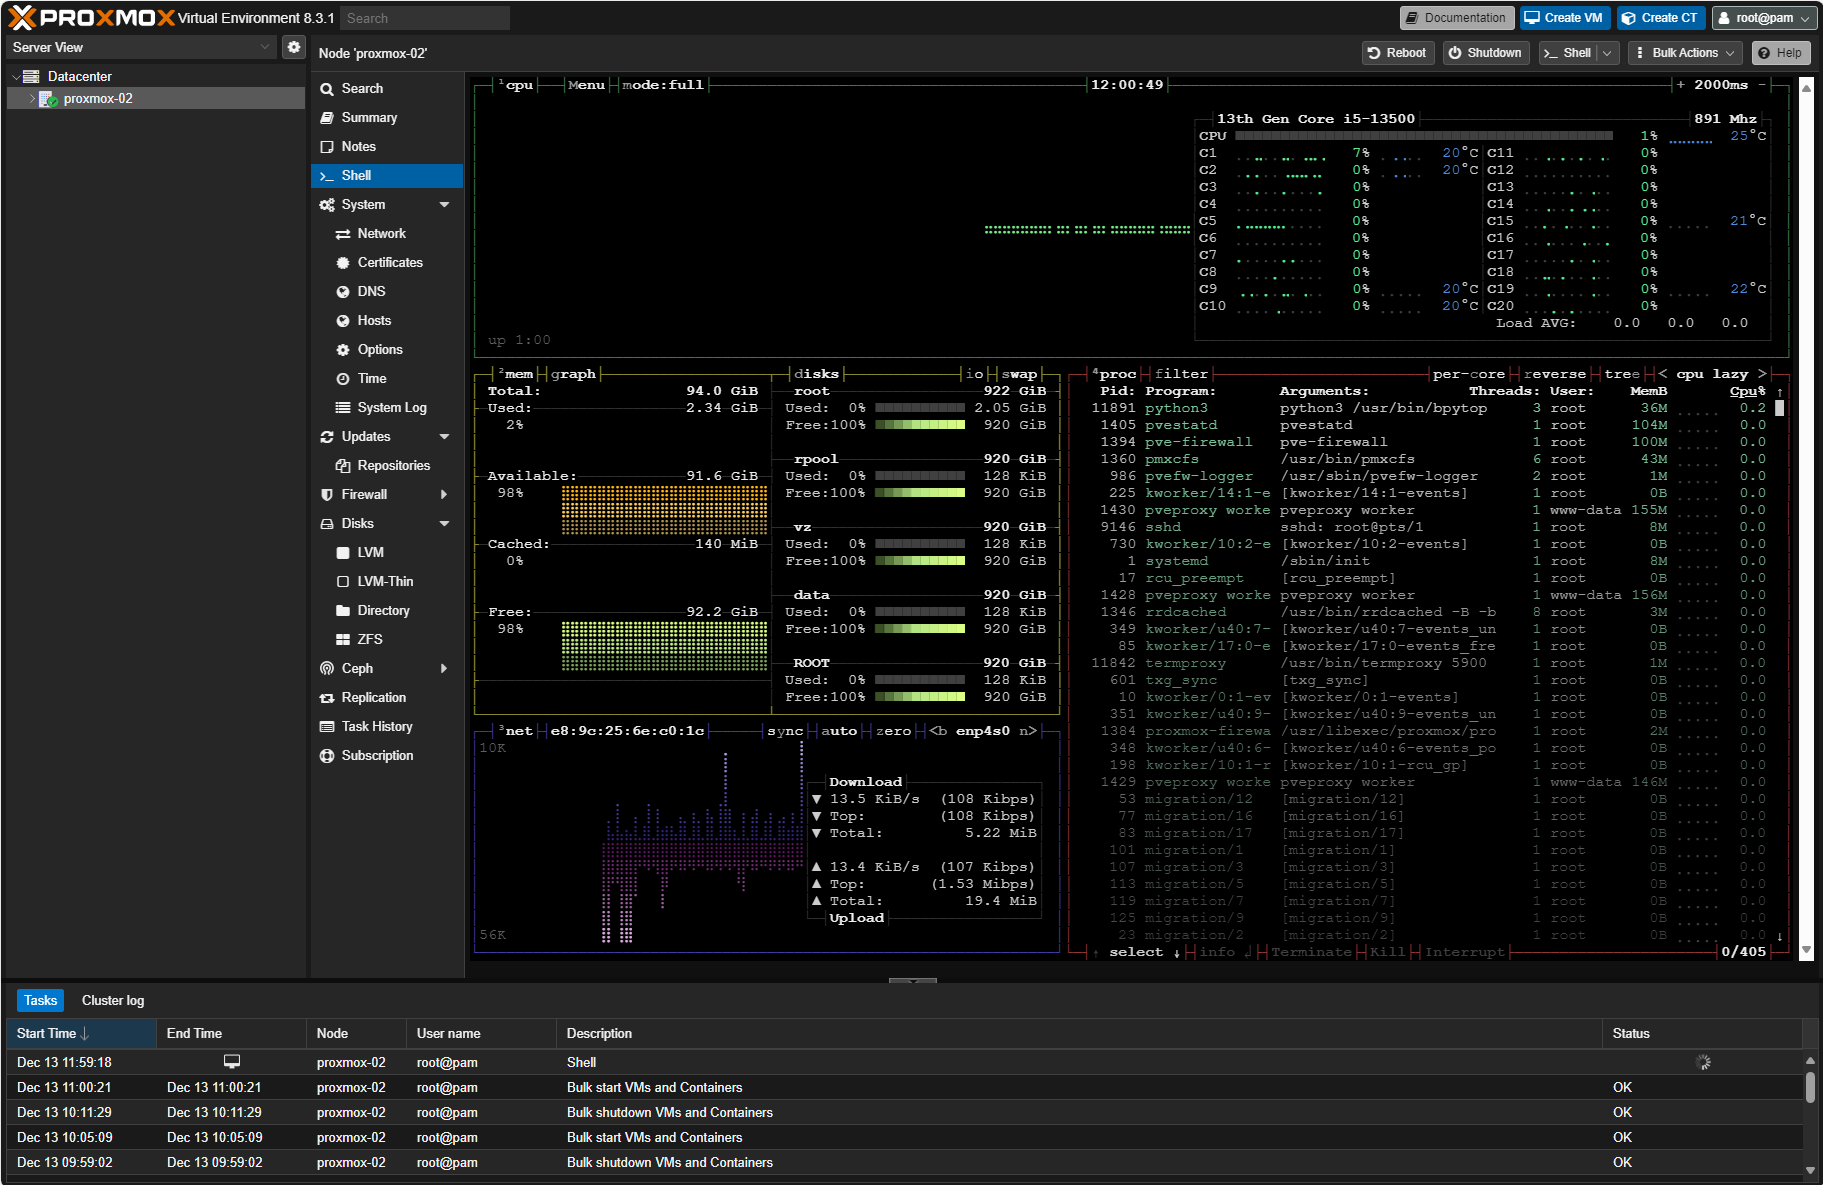 PROXMOX Virtual Environment 8.3.1 Search Documentation Create VM Create CT root@pam
Server View
Node 'proxmox-02' Reboot Shutdown Shell Bulk Actions Help
Datacenter
proxmox-02
Search
Summary
Notes
Shell
System
Network
Certificates
DNS
Hosts
Options
Time
System Log
Updates
Repositories
Firewall
Disks
LVM
LVM-Thin
Directory
ZFS
Ceph
Replication
Task History
Subscription
¹cpu Menu mode:full 12:00:49 + 2000ms -
13th Gen Core i5-13500 891 Mhz
CPU 1% 25°C
C1 7% 20°C C11 0%
C2 0% 20°C C12 0%
C3 0% C13 0%
C4 0% C14 0%
C5 0% C15 0% 21°C
C6 0% C16 0%
C7 0% C17 0%
C8 0% C18 0%
C9 0% 20°C C19 0% 22°C
C10 0% 20°C C20 0%
Load AVG: 0.0 0.0 0.0
up 1:00
²mem graph
Total: 94.0 GiB
Used: 2.34 GiB
2%
Available: 91.6 GiB
98%
Cached: 140 MiB
0%
Free: 92.2 GiB
98%
disks io swap
root 922 GiB
Used: 0% 2.05 GiB
Free:100% 920 GiB
rpool 920 GiB
Used: 0% 128 KiB
Free:100% 920 GiB
vz 920 GiB
Used: 0% 128 KiB
Free:100% 920 GiB
data 920 GiB
Used: 0% 128 KiB
Free:100% 920 GiB
ROOT 920 GiB
Used: 0% 128 KiB
Free:100% 920 GiB
³net e8:9c:25:6e:c0:1c sync auto zero <b enp4s0 n>
10K
Download
▼ 13.5 KiB/s (108 Kibps)
▼ Top: (108 Kibps)
▼ Total: 5.22 MiB
▲ 13.4 KiB/s (107 Kibps)
▲ Top: (1.53 Mibps)
▲ Total: 19.4 MiB
Upload
56K
⁴proc filter per-core reverse tree < cpu lazy >
Pid: Program: Arguments: Threads: User: MemB Cpu% ↑
11891 python3 python3 /usr/bin/bpytop 3 root 36M 0.2
1405 pvestatd pvestatd 1 root 104M 0.0
1394 pve-firewall pve-firewall 1 root 100M 0.0
1360 pmxcfs /usr/bin/pmxcfs 6 root 43M 0.0
986 pvefw-logger /usr/sbin/pvefw-logger 2 root 1M 0.0
225 kworker/14:1-e [kworker/14:1-events] 1 root 0B 0.0
1430 pveproxy worke pveproxy worker 1 www-data 155M 0.0
9146 sshd sshd: root@pts/1 1 root 8M 0.0
730 kworker/10:2-e [kworker/10:2-events] 1 root 0B 0.0
1 systemd /sbin/init 1 root 8M 0.0
17 rcu_preempt [rcu_preempt] 1 root 0B 0.0
1428 pveproxy worke pveproxy worker 1 www-data 156M 0.0
1346 rrdcached /usr/bin/rrdcached -B -b 8 root 3M 0.0
349 kworker/u40:7- [kworker/u40:7-events_un 1 root 0B 0.0
85 kworker/17:0-e [kworker/17:0-events_fre 1 root 0B 0.0
11842 termproxy /usr/bin/termproxy 5900 1 root 1M 0.0
601 txg_sync [txg_sync] 1 root 0B 0.0
10 kworker/0:1-ev [kworker/0:1-events] 1 root 0B 0.0
351 kworker/u40:9- [kworker/u40:9-events_un 1 root 0B 0.0
1384 proxmox-firewa /usr/libexec/proxmox/pro 1 root 2M 0.0
348 kworker/u40:6- [kworker/u40:6-events_po 1 root 0B 0.0
198 kworker/10:1-r [kworker/10:1-rcu_gp] 1 root 0B 0.0
1429 pveproxy worke pveproxy worker 1 www-data 146M 0.0
53 migration/12 [migration/12] 1 root 0B 0.0
77 migration/16 [migration/16] 1 root 0B 0.0
83 migration/17 [migration/17] 1 root 0B 0.0
101 migration/1 [migration/1] 1 root 0B 0.0
107 migration/3 [migration/3] 1 root 0B 0.0
113 migration/5 [migration/5] 1 root 0B 0.0
119 migration/7 [migration/7] 1 root 0B 0.0
125 migration/9 [migration/9] 1 root 0B 0.0
23 migration/2 [migration/2] 1 root 0B 0.0 ↓
↑ select ↓ info ↲ Terminate Kill Interrupt 0/405
Tasks Cluster log
Start Time ↓ End Time Node User name Description Status
Dec 13 11:59:18 proxmox-02 root@pam Shell
Dec 13 11:00:21 Dec 13 11:00:21 proxmox-02 root@pam Bulk start VMs and Containers OK
Dec 13 10:11:29 Dec 13 10:11:29 proxmox-02 root@pam Bulk shutdown VMs and Containers OK
Dec 13 10:05:09 Dec 13 10:05:09 proxmox-02 root@pam Bulk start VMs and Containers OK
Dec 13 09:59:02 Dec 13 09:59:02 proxmox-02 root@pam Bulk shutdown VMs and Containers OK